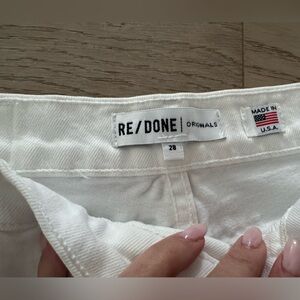 RE/DONE | ORIGINALS
28
MADE IN
U.S.A.